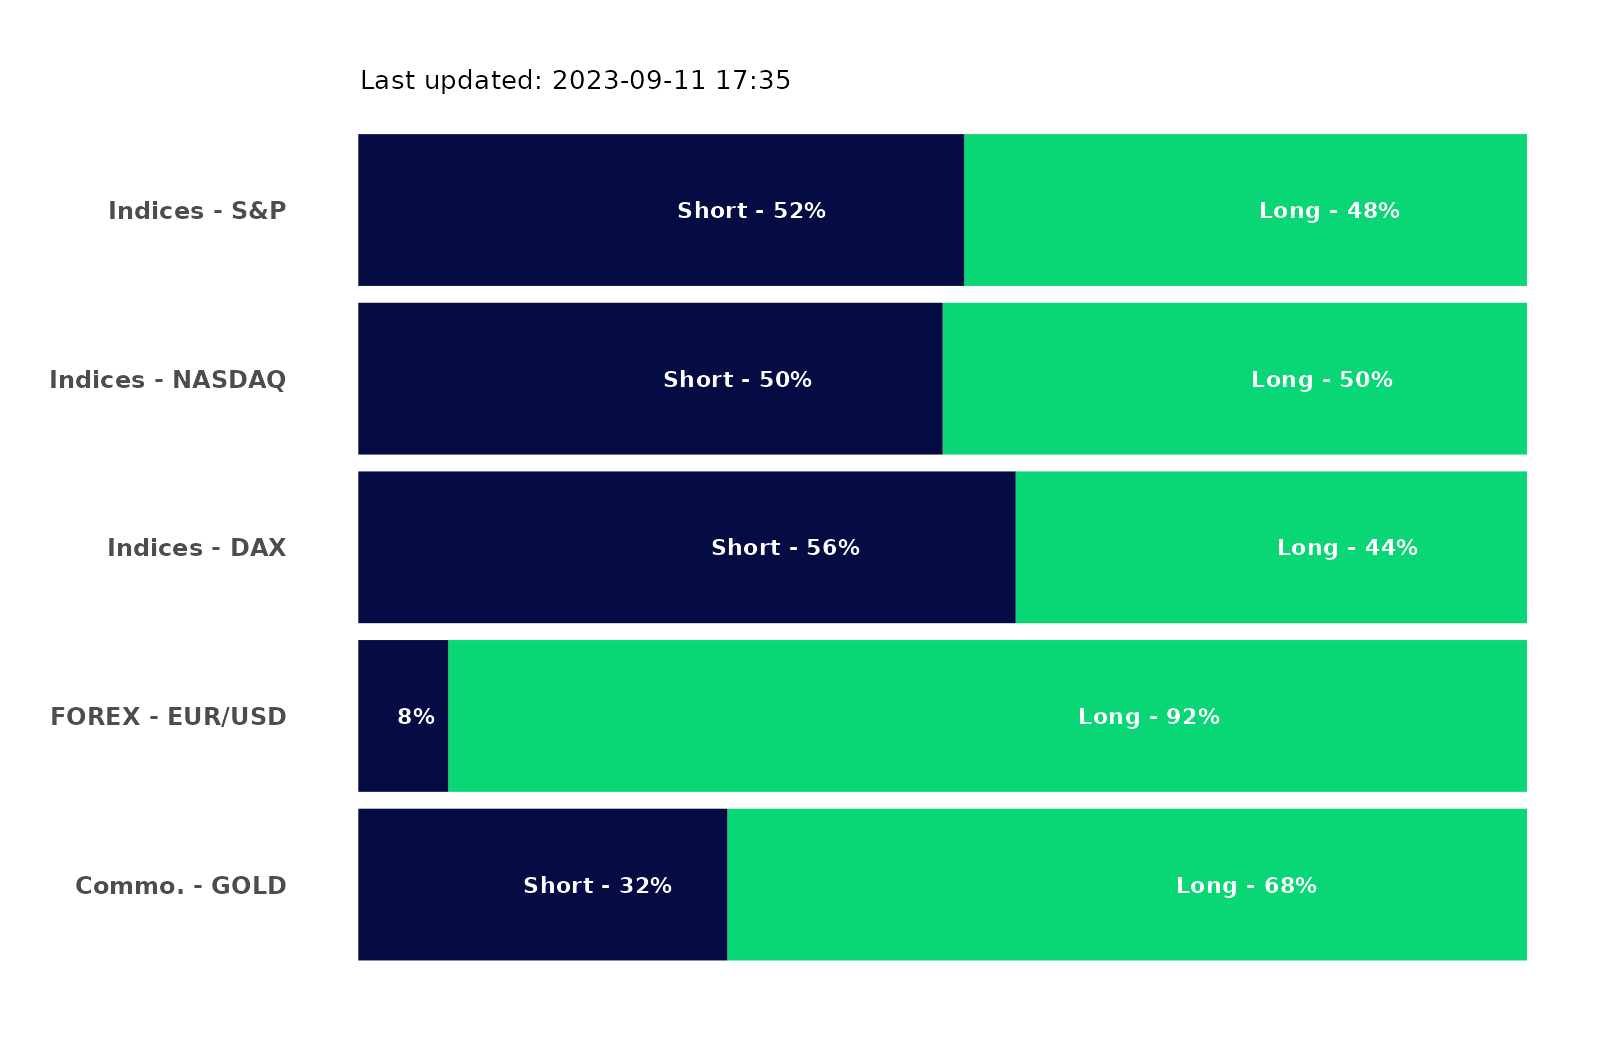 Last updated: 2023-09-11 17:35
Indices - S&P Short - 52% Long - 48%
Indices - NASDAQ Short - 50% Long - 50%
Indices - DAX Short - 56% Long - 44%
FOREX - EUR/USD 8% Long - 92%
Commo. - GOLD Short - 32% Long - 68%